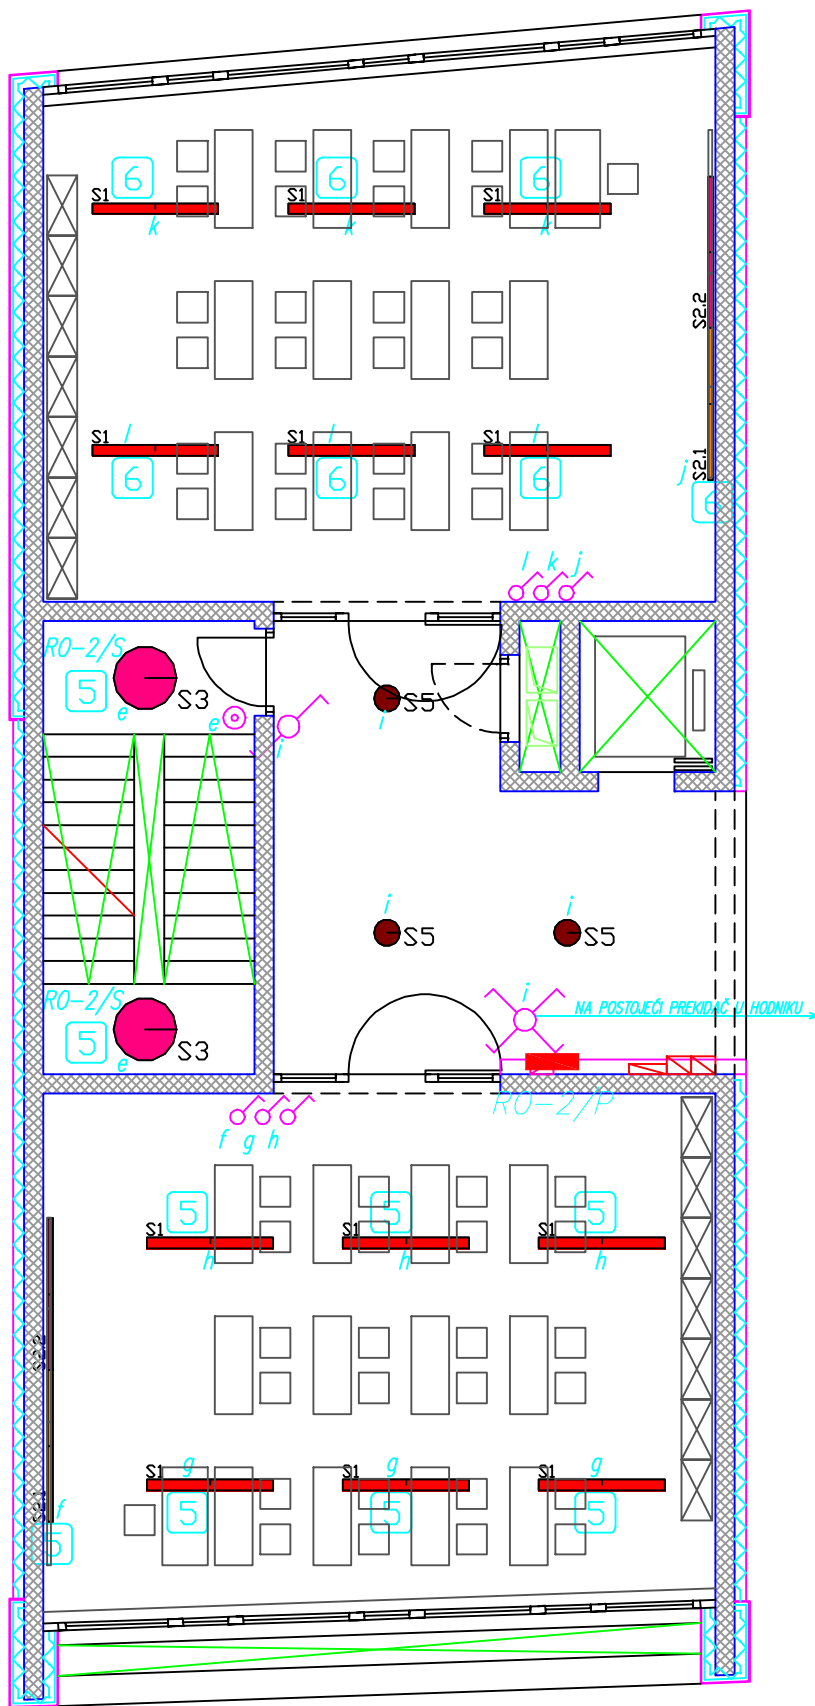 6 6 6
S1 S1 S1
k k k
S2.2
S1 l S1 l S1 l
6 6 6
S2.1
j
6
l k j
RO-2/S
5
S3
e
e
i
S5
i
i i
S5 S5
RO-2/S
5
S3
e
i
NA POSTOJEĆI PREKIDAČ U HODNIKU
RO-2/P
f g h
5 5 5
S1 S1 S1
h h h
S2.2
g g g
S1 S1 S1
5 5 5
S2.1
f
5